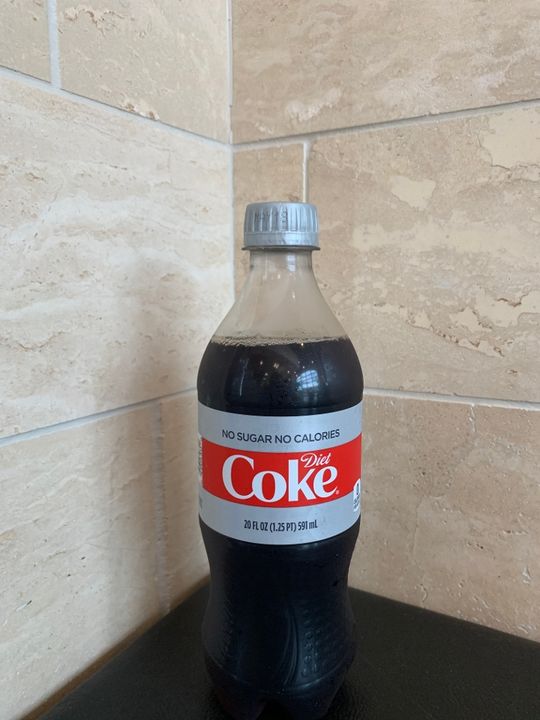 NO SUGAR NO CALORIES
Diet
Coke
20 FL OZ (1.25 PT) 591 mL